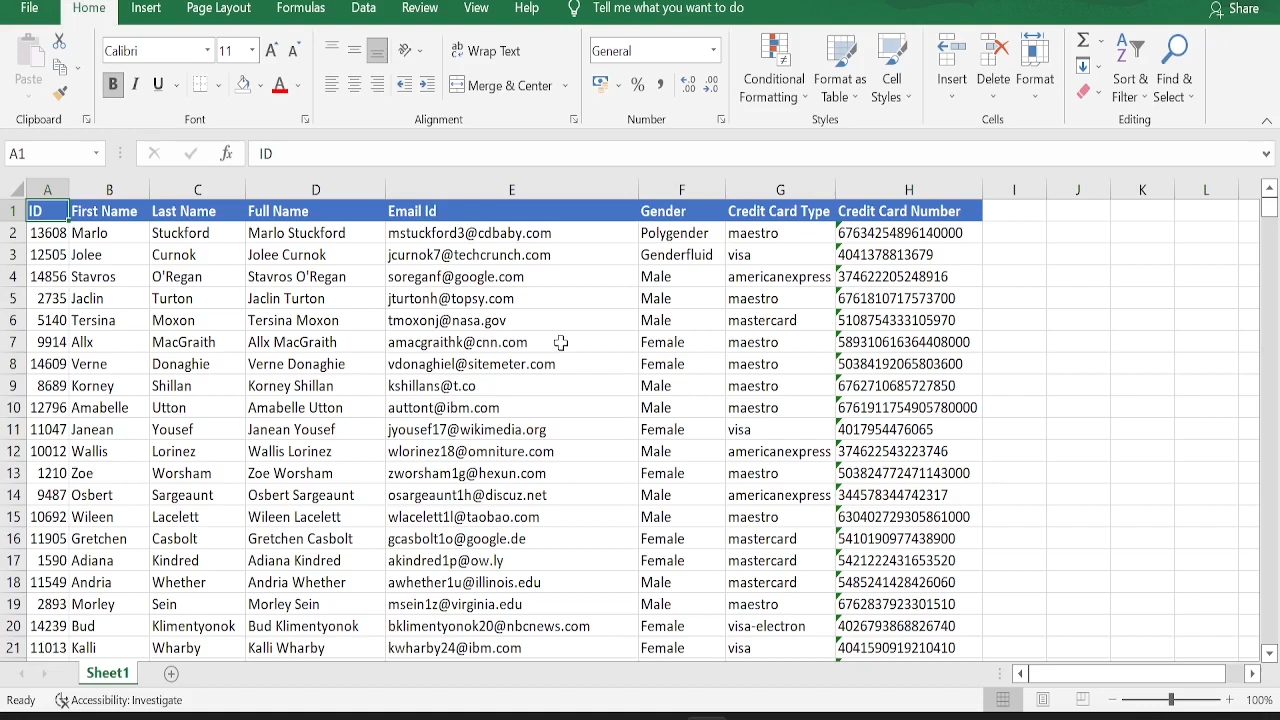 File Home Insert Page Layout Formulas Data Review View Help Tell me what you want to do Share
Calibri 11 Wrap Text General
Paste Conditional Format as Cell Insert Delete Format Sort & Find &
B I U A Merge & Center % , Formatting Table Styles Filter Select
Clipboard Font Alignment Number Styles Cells Editing
A1 fx ID
A B C D E F G H I J K L
1 ID First Name Last Name Full Name Email Id Gender Credit Card Type Credit Card Number
2 13608 Marlo Stuckford Marlo Stuckford mstuckford3@cdbaby.com Polygender maestro 67634254896140000
3 12505 Jolee Curnok Jolee Curnok jcurnok7@techcrunch.com Genderfluid visa 4041378813679
4 14856 Stavros O'Regan Stavros O'Regan soreganf@google.com Male americanexpress 374622205248916
5 2735 Jaclin Turton Jaclin Turton jturtonh@topsy.com Male maestro 6761810717573700
6 5140 Tersina Moxon Tersina Moxon tmoxonj@nasa.gov Male mastercard 5108754333105970
7 9914 Allx MacGraith Allx MacGraith amacgraithk@cnn.com Female maestro 589310616364408000
8 14609 Verne Donaghie Verne Donaghie vdonaghiel@sitemeter.com Female maestro 50384192065803600
9 8689 Korney Shillan Korney Shillan kshillans@t.co Male maestro 6762710685727850
10 12796 Amabelle Utton Amabelle Utton auttont@ibm.com Male maestro 6761911754905780000
11 11047 Janean Yousef Janean Yousef jyousef17@wikimedia.org Female visa 4017954476065
12 10012 Wallis Lorinez Wallis Lorinez wlorinez18@omniture.com Male americanexpress 374622543223746
13 1210 Zoe Worsham Zoe Worsham zworsham1g@hexun.com Female maestro 503824772471143000
14 9487 Osbert Sargeaunt Osbert Sargeaunt osargeaunt1h@discuz.net Male americanexpress 344578344742317
15 10692 Wileen Lacelett Wileen Lacelett wlacelett1l@taobao.com Male maestro 630402729305861000
16 11905 Gretchen Casbolt Gretchen Casbolt gcasbolt1o@google.de Female mastercard 5410190977438900
17 1590 Adiana Kindred Adiana Kindred akindred1p@ow.ly Female mastercard 5421222431653520
18 11549 Andria Whether Andria Whether awhether1u@illinois.edu Male mastercard 5485241428426060
19 2893 Morley Sein Morley Sein msein1z@virginia.edu Male maestro 6762837923301510
20 14239 Bud Klimentyonok Bud Klimentyonok bklimentyonok20@nbcnews.com Female visa-electron 4026793868826740
21 11013 Kalli Wharby Kalli Wharby kwharby24@ibm.com Female visa 4041590919210410
Sheet1
Ready Accessibility: Investigate 100%